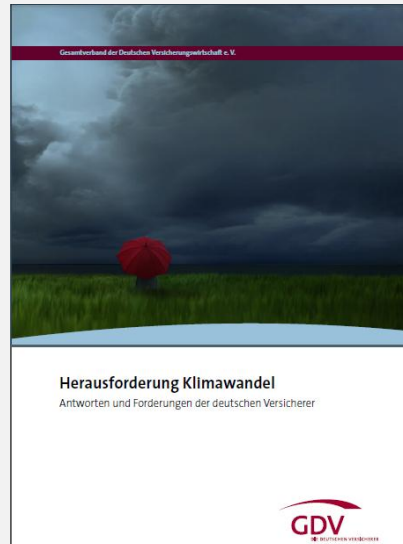 Gesamtverband der Deutschen Versicherungswirtschaft e. V.
Herausforderung Klimawandel
Antworten und Forderungen der deutschen Versicherer
GDV
DIE DEUTSCHEN VERSICHERER